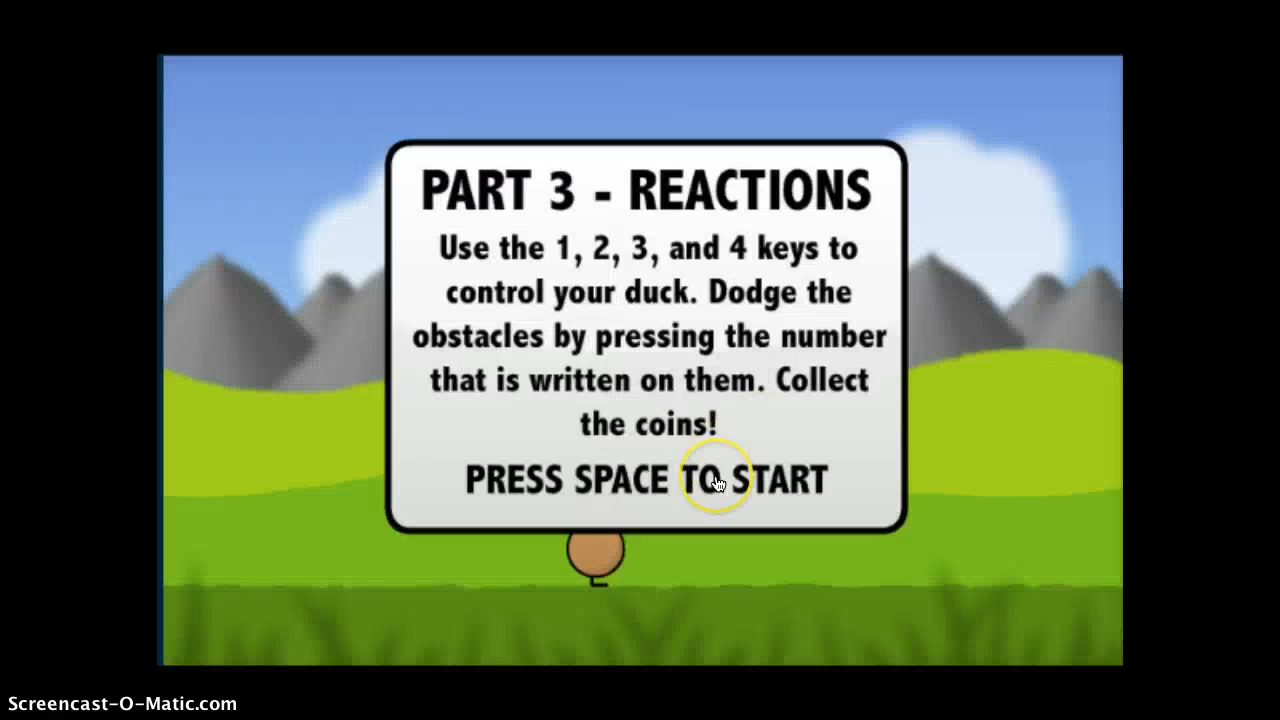 PART 3 - REACTIONS
Use the 1, 2, 3, and 4 keys to
control your duck. Dodge the
obstacles by pressing the number
that is written on them. Collect
the coins!
PRESS SPACE TO START
Screencast-O-Matic.com